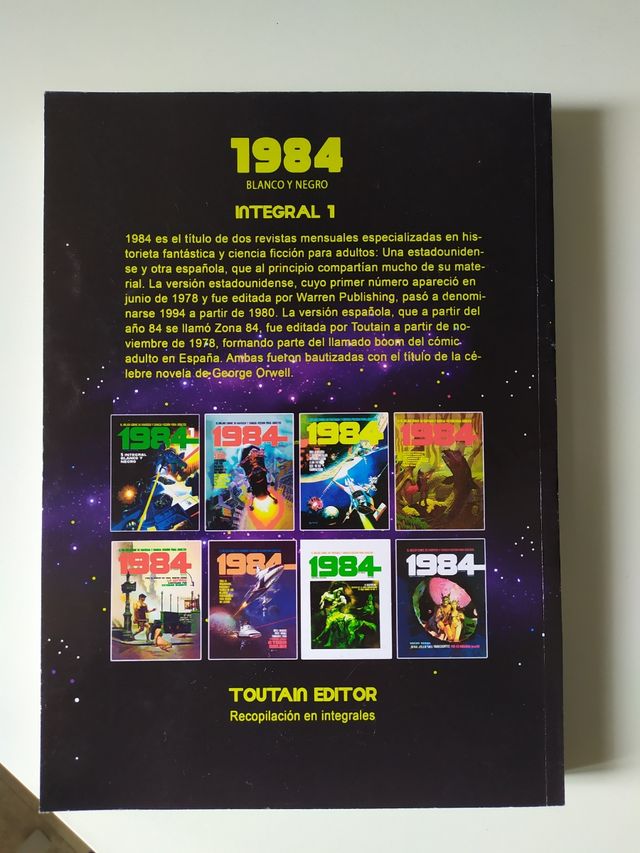 1984
BLANCO Y NEGRO
INTEGRAL 1
1984 es el título de dos revistas mensuales especializadas en his-
torieta fantástica y ciencia ficción para adultos: Una estadouniden-
se y otra española, que al principio compartían mucho de su mate-
rial. La versión estadounidense, cuyo primer número apareció en
junio de 1978 y fue editada por Warren Publishing, pasó a denomi-
narse 1994 a partir de 1980. La versión española, que a partir del
año 84 se llamó Zona 84, fue editada por Toutain a partir de no-
viembre de 1978, formando parte del llamado boom del cómic
adulto en España. Ambas fueron bautizadas con el título de la cé-
lebre novela de George Orwell.
1984 1984 1984 1984
1 INTEGRAL BLANCO Y
NEGRO
1984 1984 1984 1984
TOUTAIN EDITOR
Recopilación en integrales